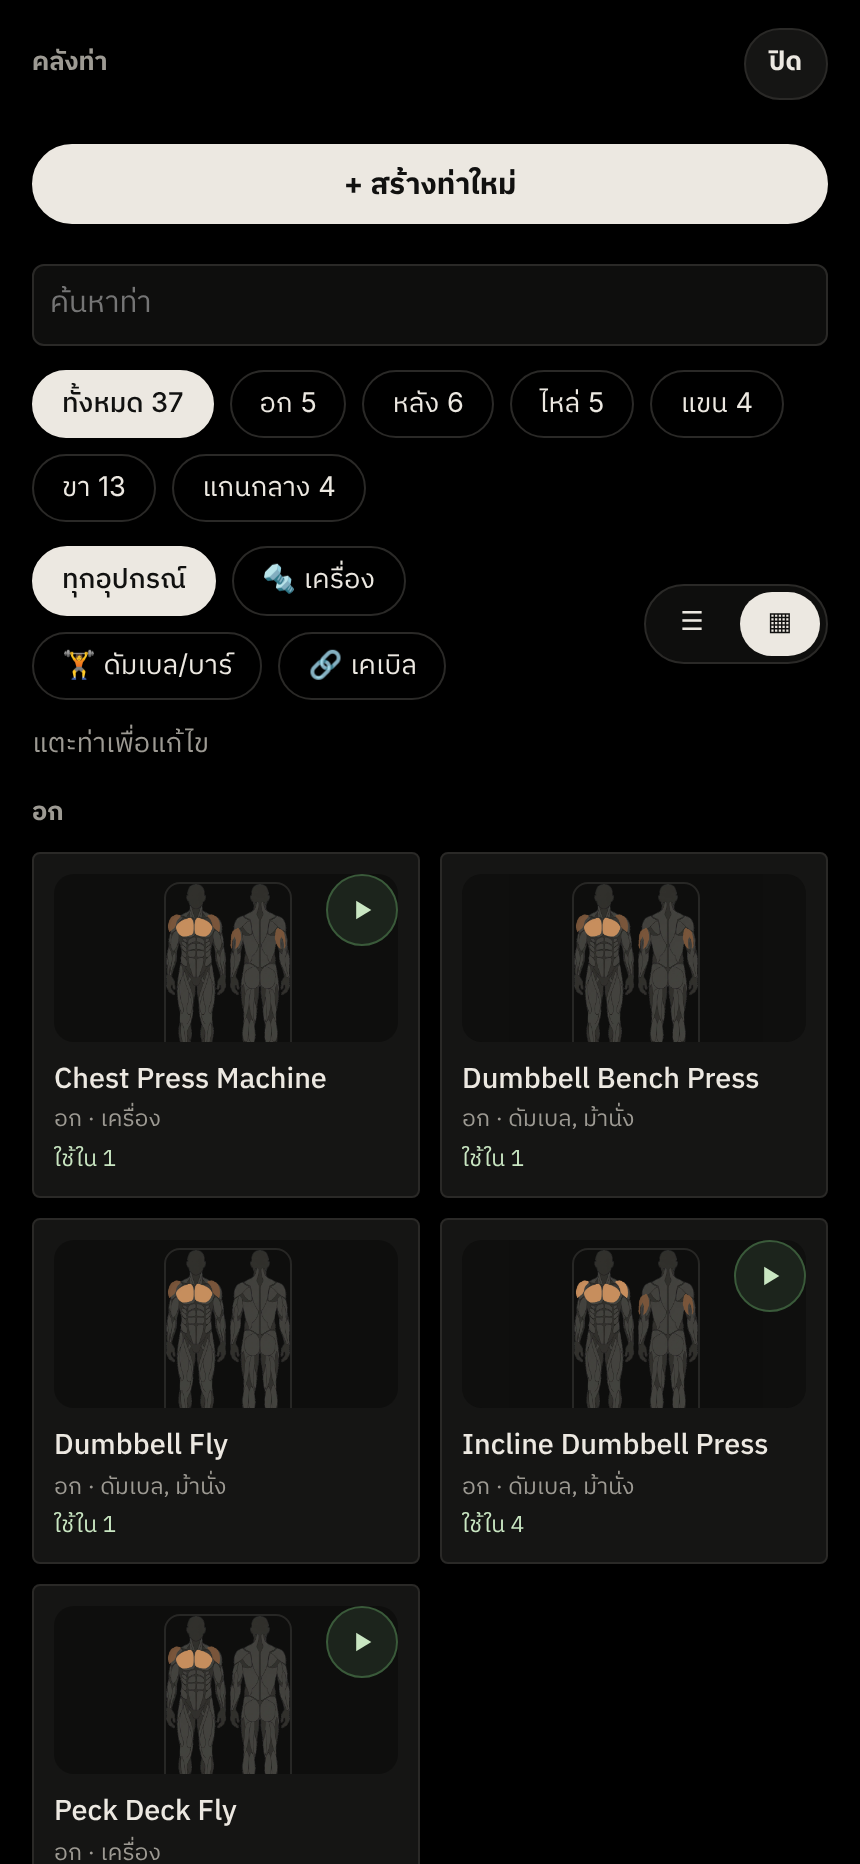 คลังท่า
ปิด
+ สร้างท่าใหม่
ค้นหาท่า
ทั้งหมด 37
อก 5
หลัง 6
ไหล่ 5
แขน 4
ขา 13
แกนกลาง 4
ทุกอุปกรณ์
เครื่อง
ดัมเบล/บาร์
เคเบิล
แตะท่าเพื่อแก้ไข
อก
Chest Press Machine
อก · เครื่อง
ใช้ใน 1
Dumbbell Bench Press
อก · ดัมเบล, ม้านั่ง
ใช้ใน 1
Dumbbell Fly
อก · ดัมเบล, ม้านั่ง
ใช้ใน 1
Incline Dumbbell Press
อก · ดัมเบล, ม้านั่ง
ใช้ใน 4
Peck Deck Fly
อก · เครื่อง